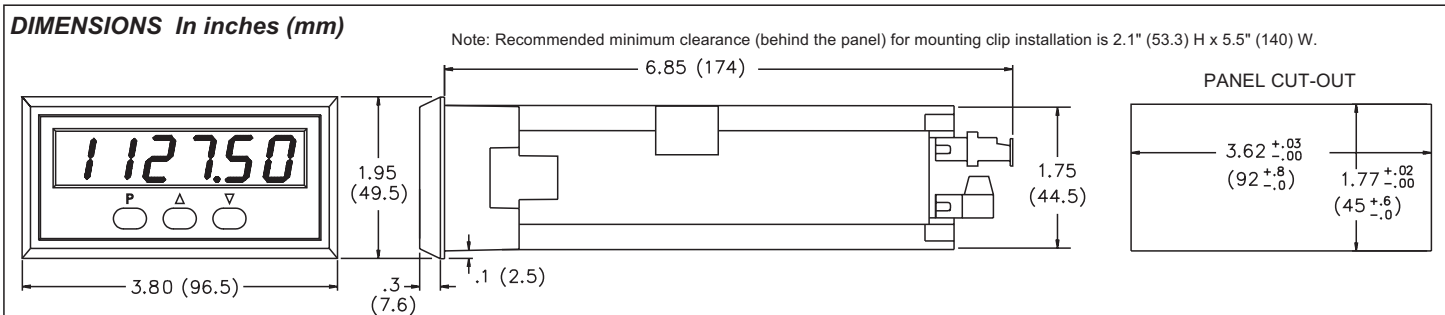 DIMENSIONS In inches (mm)
Note: Recommended minimum clearance (behind the panel) for mounting clip installation is 2.1" (53.3) H x 5.5" (140) W.
6.85 (174)
PANEL CUT-OUT
1127.50
P
1.95
(49.5)
1.75
(44.5)
3.62 +.03 -.00
(92 +.8 -.0)
1.77 +.02 -.00
(45 +.6 -.0)
3.80 (96.5)
.3
(7.6)
.1 (2.5)